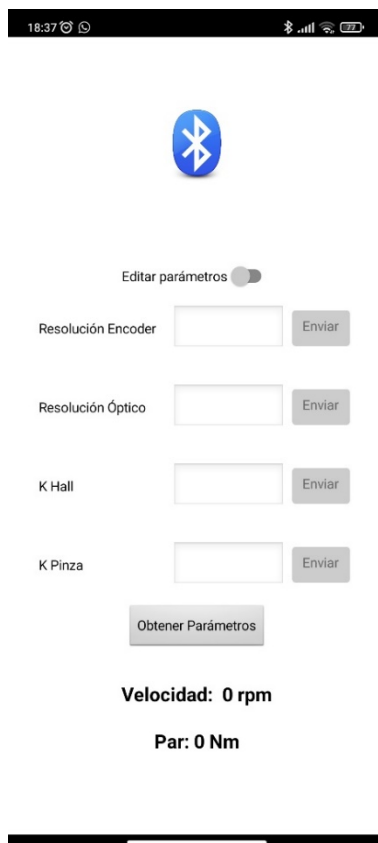 18:37
77
Editar parámetros
Resolución Encoder Enviar
Resolución Óptico Enviar
K Hall Enviar
K Pinza Enviar
Obtener Parámetros
Velocidad: 0 rpm
Par: 0 Nm